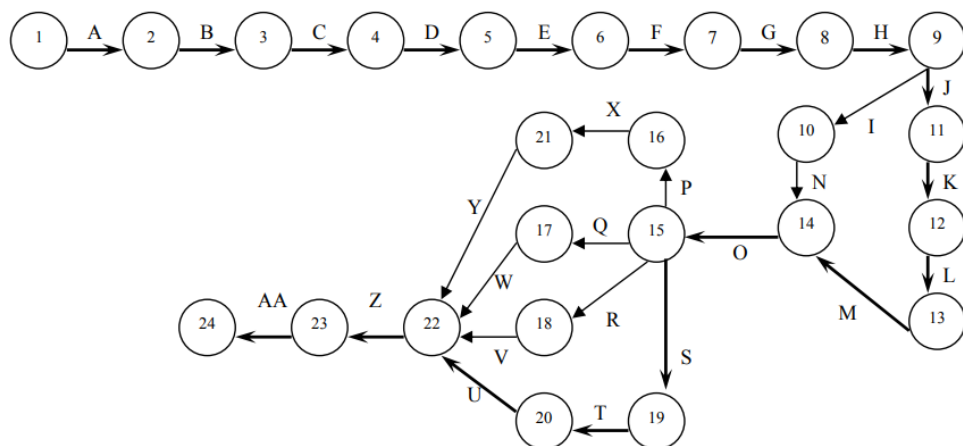 A B C D E F G H
1 2 3 4 5 6 7 8 9
J
X 10 I 11
21 16
P N K
Y 17 Q 15 14 12
W O L
AA Z R M
24 23 22 18 13
V S
U T
20 19